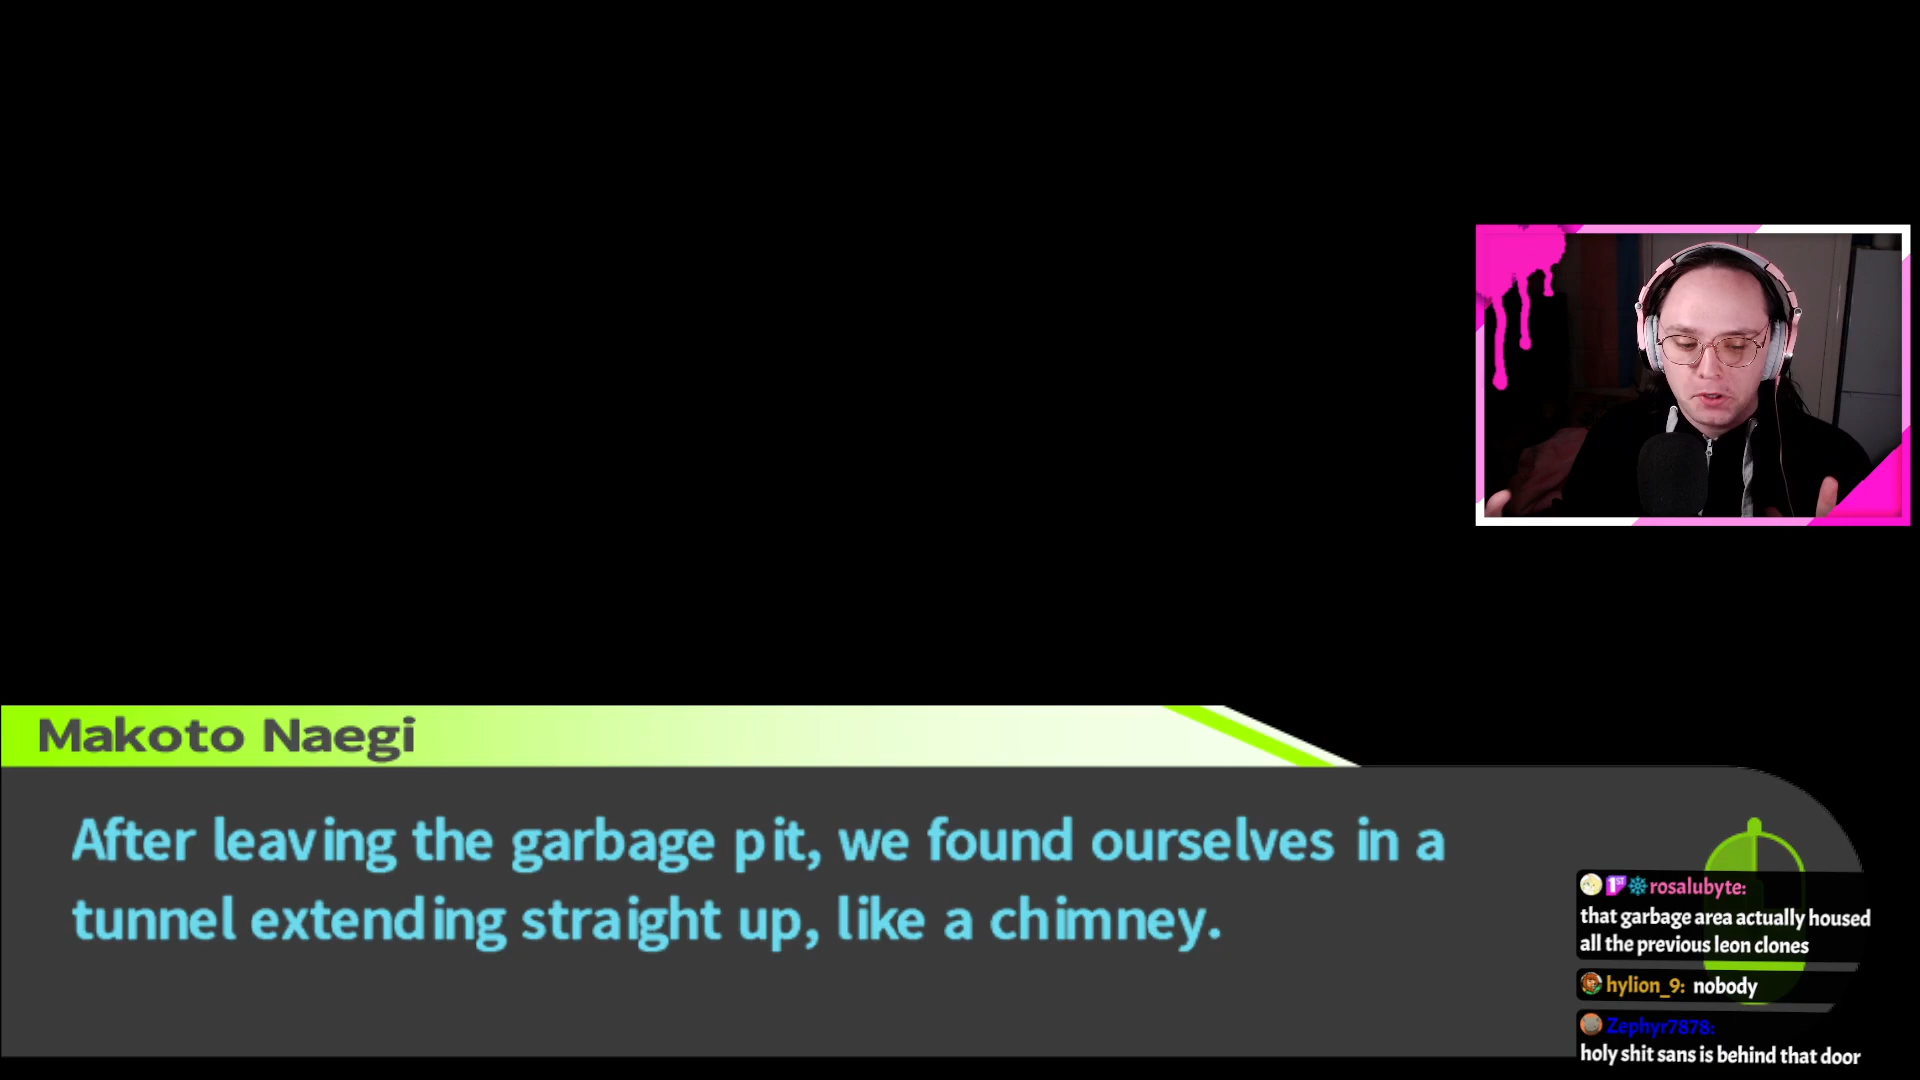 Makoto Naegi
After leaving the garbage pit, we found ourselves in a
tunnel extending straight up, like a chimney.
1ST rosalubyte:
that garbage area actually housed
all the previous leon clones
hylion_9: nobody
Zephyr7878:
holy shit sans is behind that door